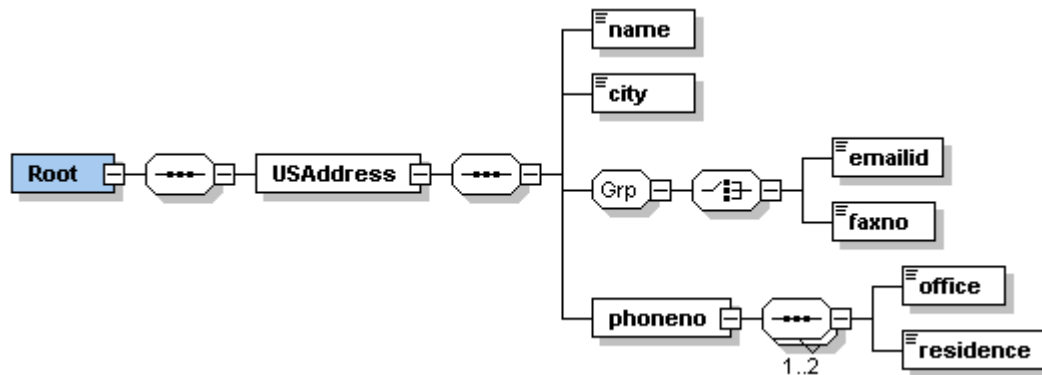 name
city
Root
USAddress
Grp
emailid
faxno
phoneno
office
residence
1..2